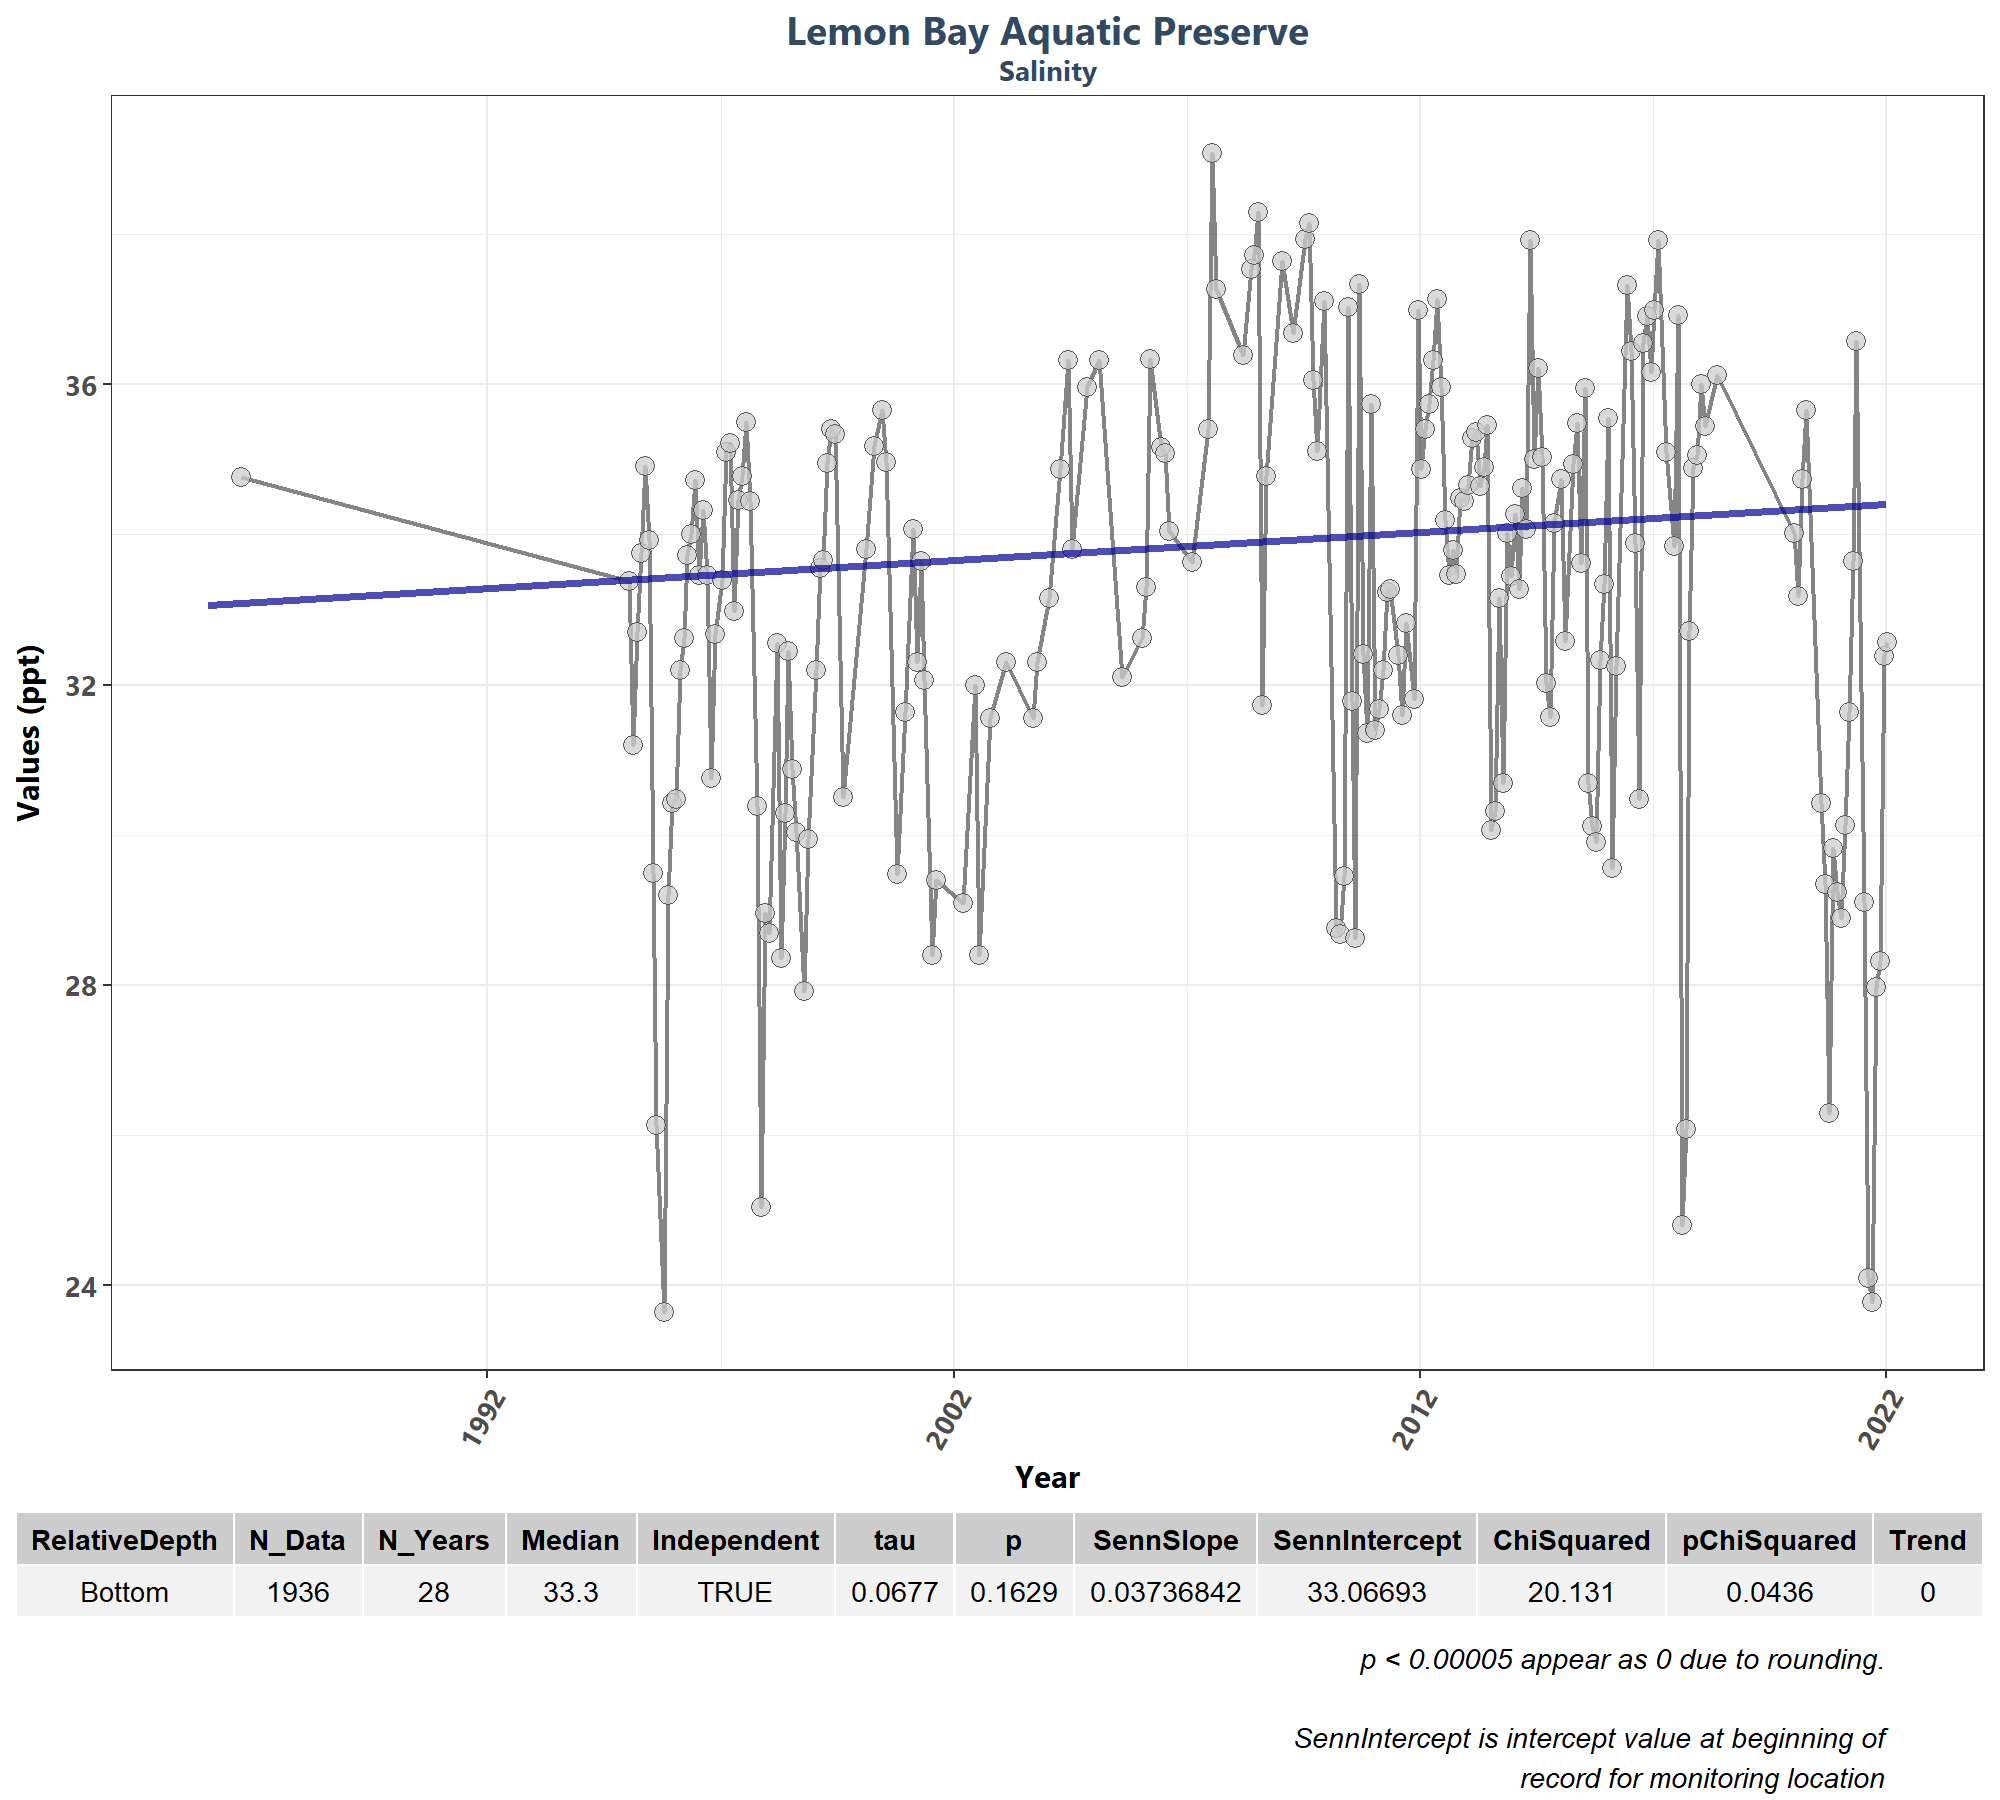 Lemon Bay Aquatic Preserve
Salinity
36
32
28
24
Values (ppt)
1992
2002
2012
2022
Year
RelativeDepth N_Data N_Years Median Independent tau p SennSlope SennIntercept ChiSquared pChiSquared Trend
Bottom 1936 28 33.3 TRUE 0.0677 0.1629 0.03736842 33.06693 20.131 0.0436 0
p < 0.00005 appear as 0 due to rounding.
SennIntercept is intercept value at beginning of
record for monitoring location